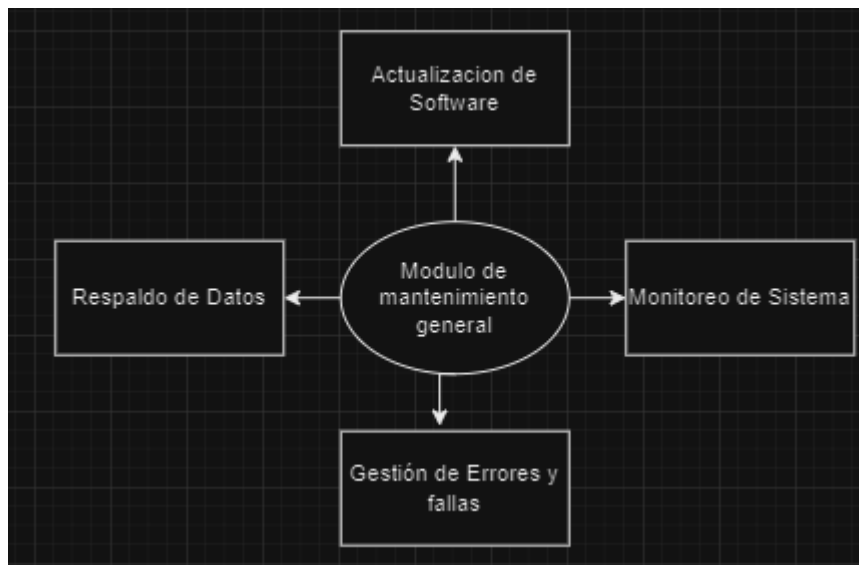 Actualizacion de
Software
Respaldo de Datos
Modulo de
mantenimiento
general
Monitoreo de Sistema
Gestión de Errores y
fallas